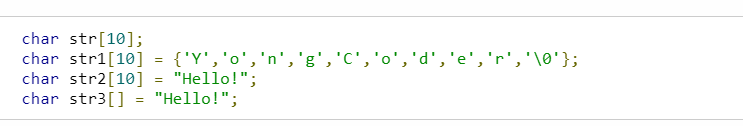 char str[10];
char str1[10] = {'Y','o','n','g','C','o','d','e','r','\0'};
char str2[10] = "Hello!";
char str3[] = "Hello!";